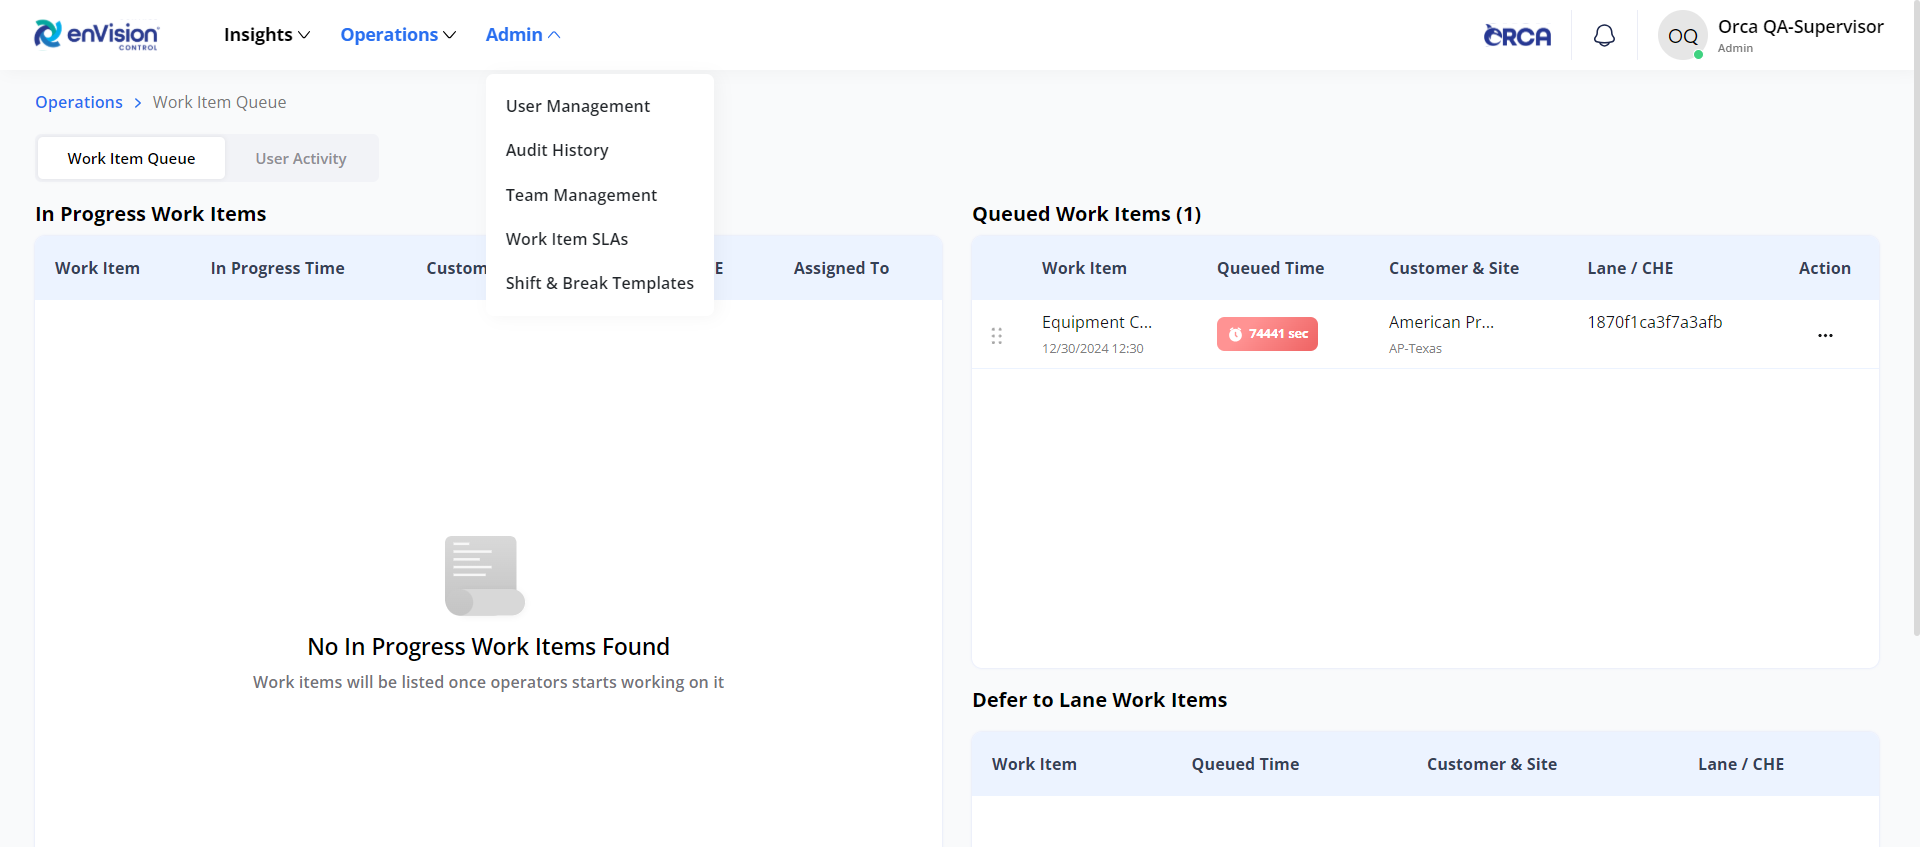 enVision
CONTROL
Insights
Operations
Admin
ORCA
OQ
Orca QA-Supervisor
Admin
Operations > Work Item Queue
Work Item Queue
User Activity
User Management
Audit History
Team Management
Work Item SLAs
Shift & Break Templates
In Progress Work Items
Work Item
In Progress Time
Custom
E
Assigned To
No In Progress Work Items Found
Work items will be listed once operators starts working on it
Queued Work Items (1)
Work Item
Queued Time
Customer & Site
Lane / CHE
Action
Equipment C...
12/30/2024 12:30
74441 sec
American Pr...
AP-Texas
1870f1ca3f7a3afb
...
Defer to Lane Work Items
Work Item
Queued Time
Customer & Site
Lane / CHE